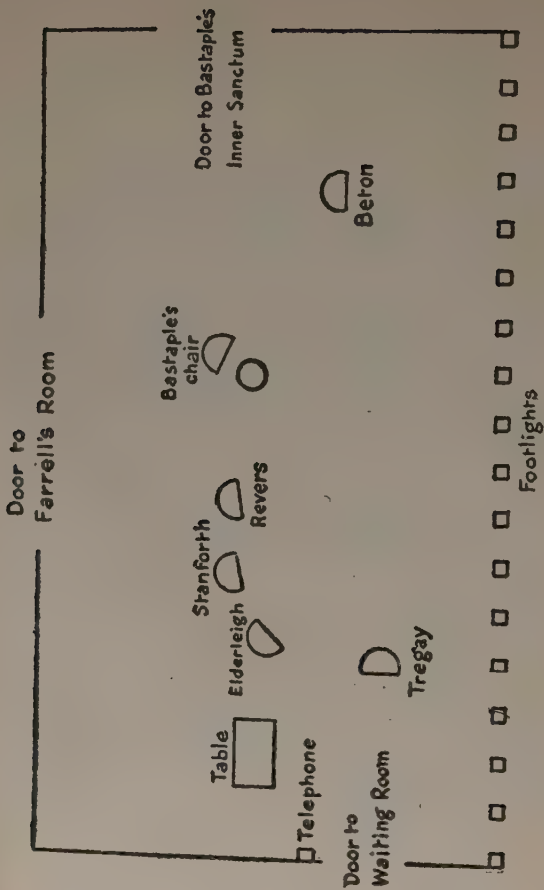 Door to
Farrell's Room
Door to Bastaple's
Inner Sanctum
Bastaple's
chair
Beton
Stanforth
Revers
Elderleigh
Table
Tregay
Telephone
Door to
Waiting Room
Footlights